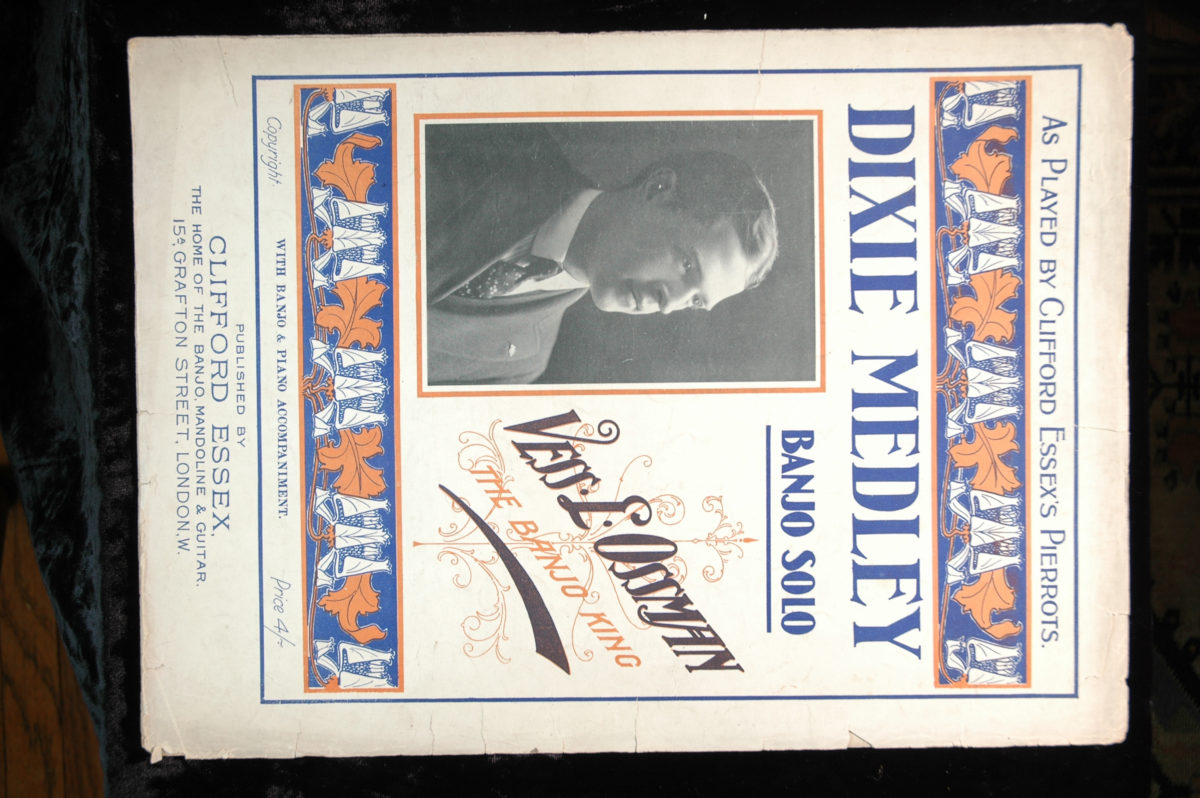 As Played by Clifford Essex's Pierrots.
DIXIE MEDLEY
BANJO SOLO
VESS.L.OSSMAN
THE BANJO KING
Copyright.
WITH BANJO & PIANO ACCOMPANIMENT.
Price 4/-
PUBLISHED BY
CLIFFORD ESSEX,
THE HOME OF THE BANJO, MANDOLINE & GUITAR.
15A, GRAFTON STREET, LONDON,W.